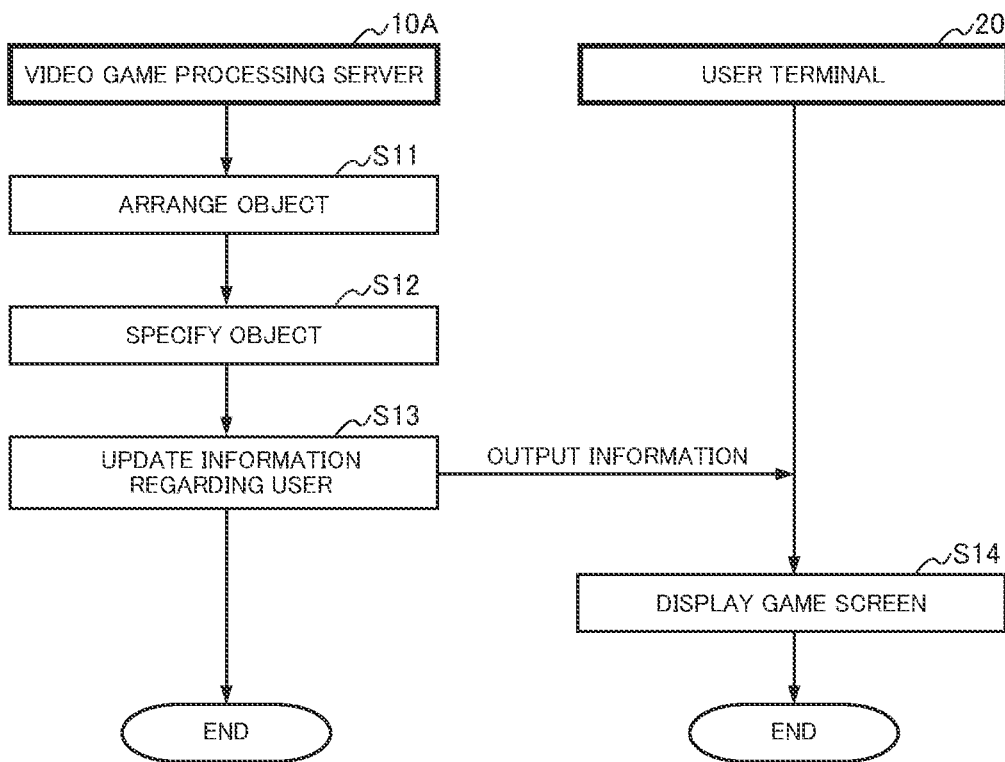 10A
VIDEO GAME PROCESSING SERVER
20
USER TERMINAL
S11
ARRANGE OBJECT
S12
SPECIFY OBJECT
S13
UPDATE INFORMATION
REGARDING USER
OUTPUT INFORMATION
S14
DISPLAY GAME SCREEN
END
END